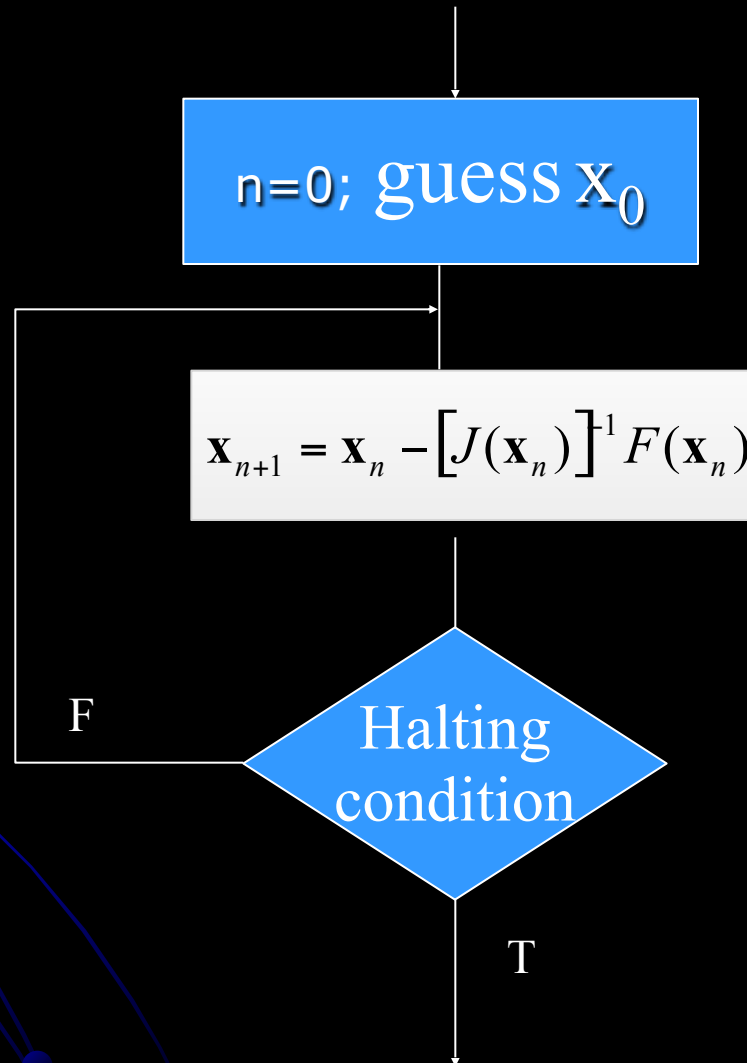 n=0; guess x₀
𝐱ₙ₊₁ = 𝐱ₙ − [J(𝐱ₙ)]⁻¹ F(𝐱ₙ)
F
Halting
condition
T